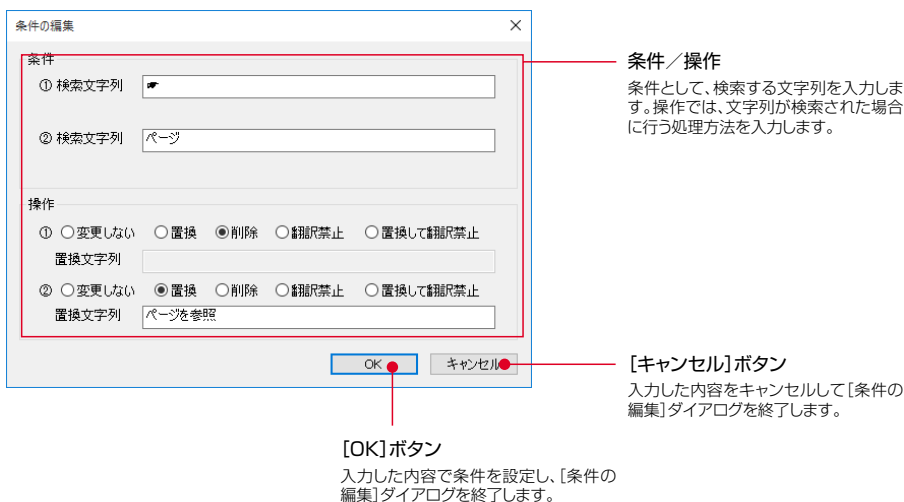 条件の編集
条件
① 検索文字列 ☛
② 検索文字列 ページ
操作
① 変更しない 置換 削除 翻訳禁止 置換して翻訳禁止
置換文字列
② 変更しない 置換 削除 翻訳禁止 置換して翻訳禁止
置換文字列 ページを参照
OK キャンセル
条件／操作
条件として、検索する文字列を入力しま
す。操作では、文字列が検索された場合
に行う処理方法を入力します。
[キャンセル]ボタン
入力した内容をキャンセルして[条件の
編集]ダイアログを終了します。
[OK]ボタン
入力した内容で条件を設定し、[条件の
編集]ダイアログを終了します。